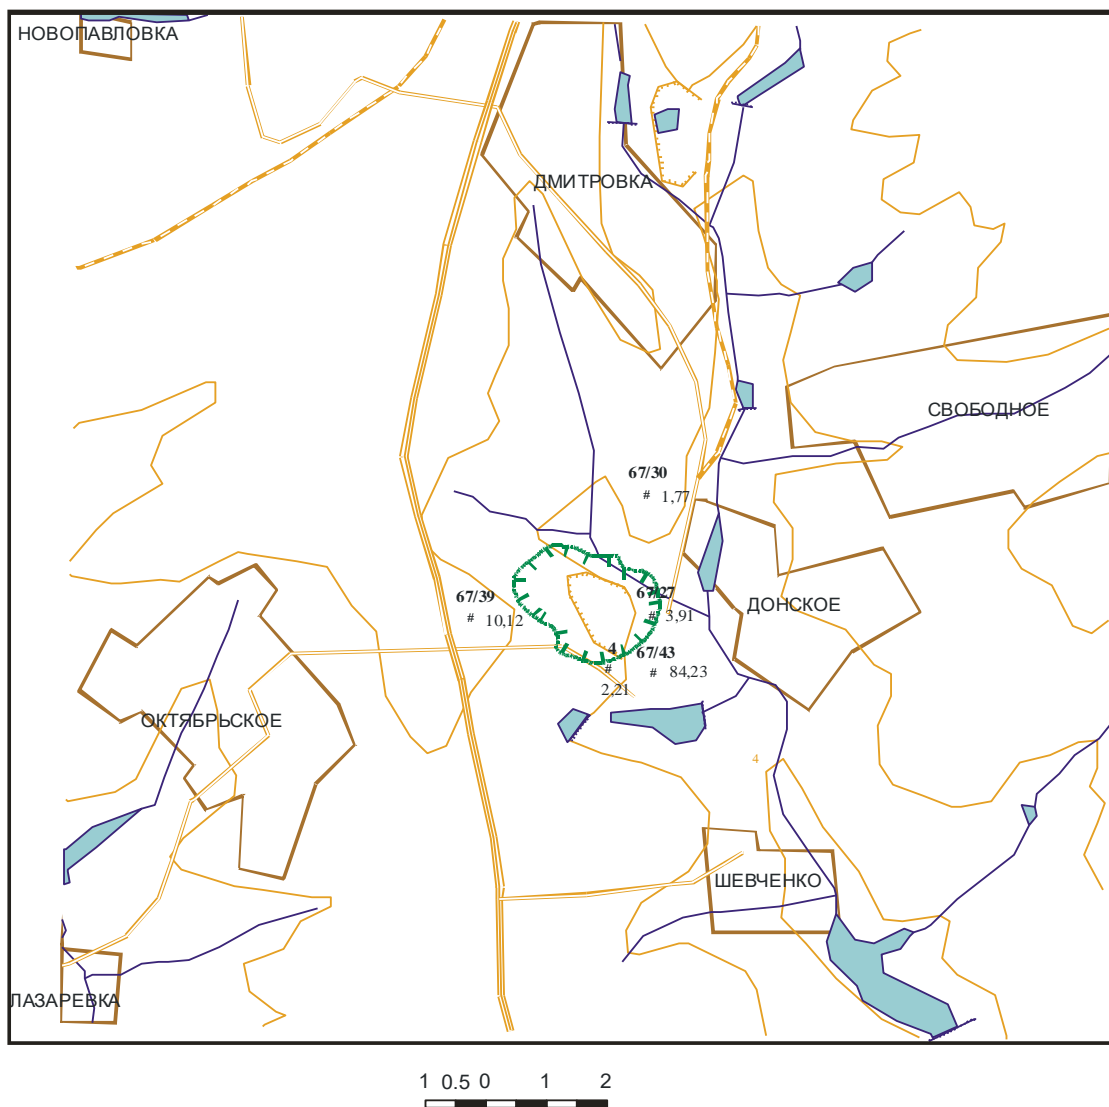 НОВОПАВЛОВКА
ДМИТРОВКА
СВОБОДНОЕ
67/30
# 1,77
67/39
# 10,12
67/27
# 3,91
ДОНСКОЕ
4
#
2,21
67/43
# 84,23
ОКТЯБРЬСКОЕ
4
ШЕВЧЕНКО
ЛАЗАРЕВКА
1 0.5 0 1 2